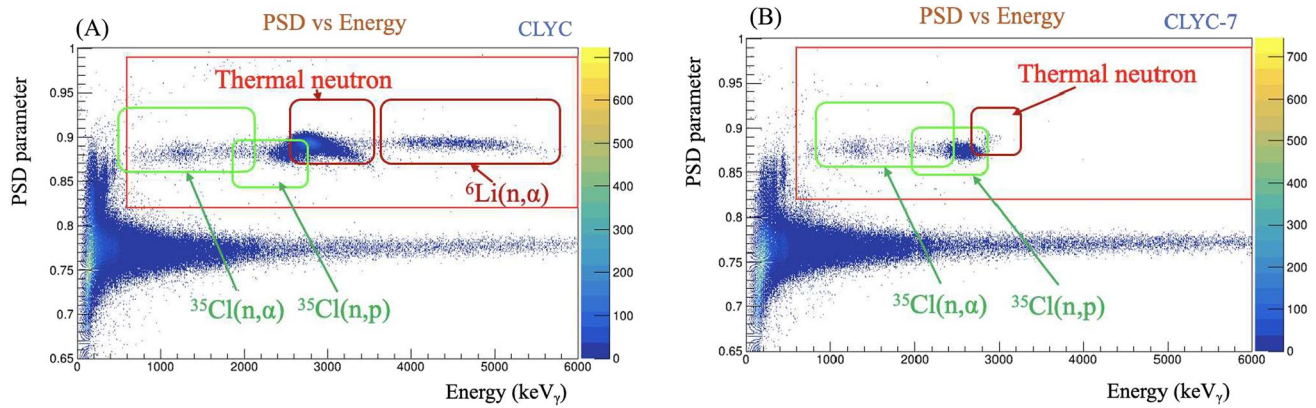 (A)
PSD vs Energy
CLYC
PSD parameter
1
0.95
0.9
0.85
0.8
0.75
0.7
0.65
Thermal neutron
⁶Li(n,α)
³⁵Cl(n,α)
³⁵Cl(n,p)
0
1000
2000
3000
4000
5000
6000
Energy (keVᵧ)
700
600
500
400
300
200
100
0
(B)
PSD vs Energy
CLYC-7
PSD parameter
1
0.95
0.9
0.85
0.8
0.75
0.7
0.65
Thermal neutron
³⁵Cl(n,α)
³⁵Cl(n,p)
1000
2000
3000
4000
5000
6000
Energy (keVᵧ)
700
600
500
400
300
200
100
0